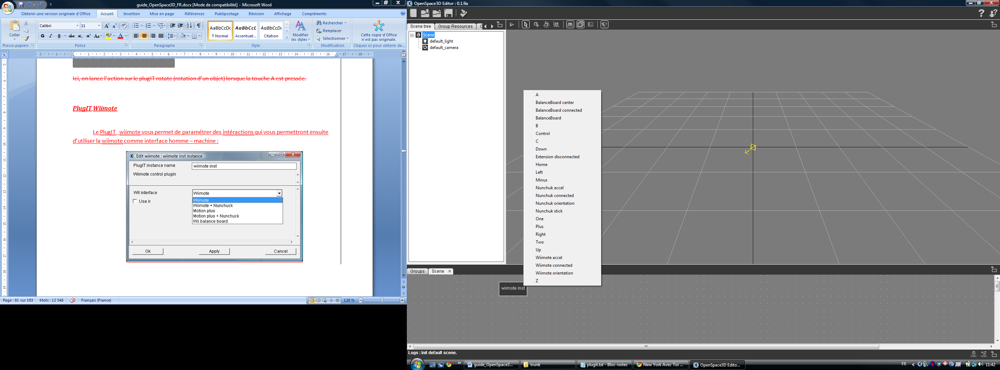 guide_OpenSpace3D_FR.docx [Mode de compatibilité] - Microsoft Word
Obtenir une version originale d'Office
Accueil
Insertion
Mise en page
Références
Publipostage
Révision
Affichage
Compléments
Coller
Presse-papiers
Calibri
11
G I S abc x₂ x² Aa
Police
Paragraphe
AaBbCcDc
¶ Normal
AaBbCcL
Accentuat...
AaBbCcDc
Citation
Modifier
les styles
Style
Rechercher
Remplacer
Sélectionner
Modification
Cette copie d'Office
n'est pas originale.
Cliquez ici pour obtenir de...
Ici, on lance l'action sur le plugIT rotate (rotation d'un objet) lorsque la touche A est pressée.
PlugIT Wiimote
Le PlugIT wiimote vous permet de paramétrer des intéractions qui vous permettront ensuite
d'utiliser la wiimote comme interface homme – machine :
Edit wiimote : wiimote inst instance
PlugIT instance name
wiimote inst
Wiimote control plugin
WII interface
Wiimote
Use Ir
Wiimote
Wiimote + Nunchuck
Motion plus
Motion plus + Nunchuck
Wii balance board
Ok
Apply
Cancel
Page : 81 sur 193
Mots : 12 548
Français (France)
120 %
OpenSpace3D Editor : 0.1.9a
Scene tree
Group Resources
Scene
default_light
default_camera
A
BalanceBoard center
BalanceBoard connected
BalanceBoard
B
Control
C
Down
Extension disconnected
Home
Left
Minus
Nunchuk accel
Nunchuk connected
Nunchuk orientation
Nunchuk stick
One
Plus
Right
Two
Up
Wiimote accel
Wiimote connected
Wiimote orientation
Z
Groups
Scene
wiimote inst
Logs : Init default scene.
guide_OpenSpace3...
trunk
plugit.txt - Bloc-notes
New York Avec Toi ...
OpenSpace3D Edito...
FR
11:42